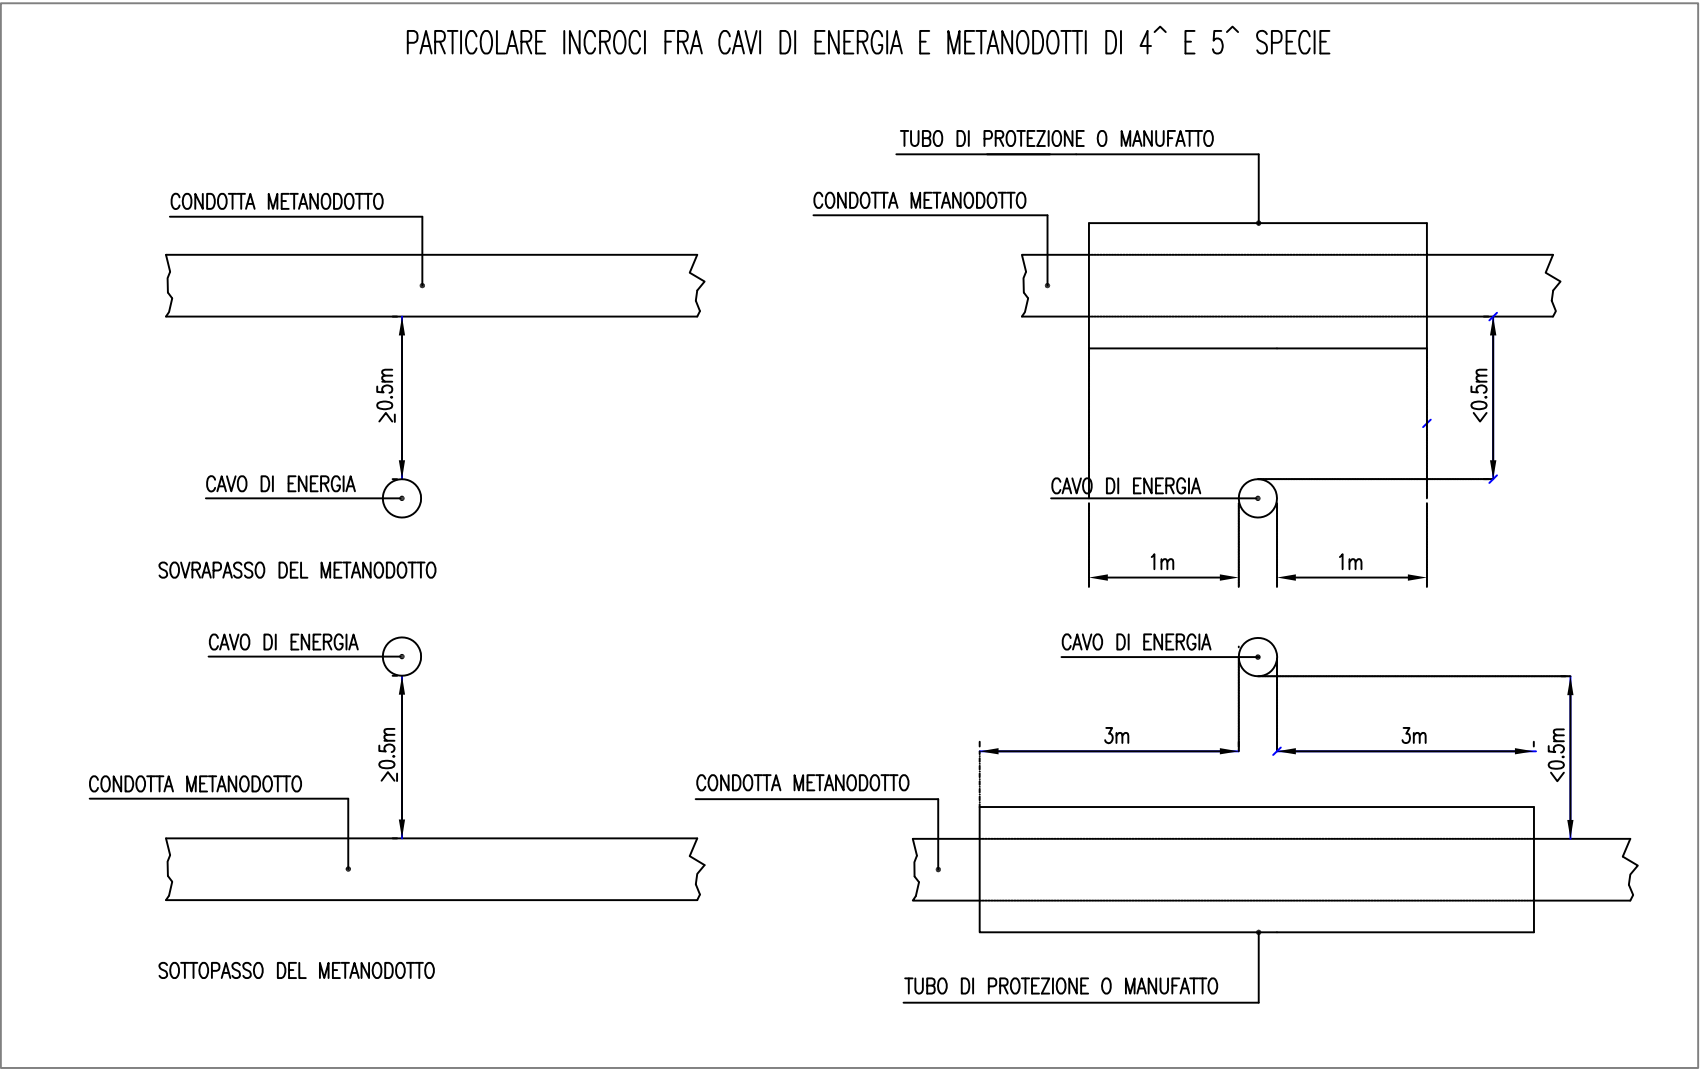 PARTICOLARE INCROCI FRA CAVI DI ENERGIA E METANODOTTI DI 4^ E 5^ SPECIE
CONDOTTA METANODOTTO
≥0.5m
CAVO DI ENERGIA
SOVRAPASSO DEL METANODOTTO
TUBO DI PROTEZIONE O MANUFATTO
CONDOTTA METANODOTTO
<0.5m
CAVO DI ENERGIA
1m
1m
CAVO DI ENERGIA
≥0.5m
CONDOTTA METANODOTTO
SOTTOPASSO DEL METANODOTTO
CAVO DI ENERGIA
3m
3m
<0.5m
CONDOTTA METANODOTTO
TUBO DI PROTEZIONE O MANUFATTO